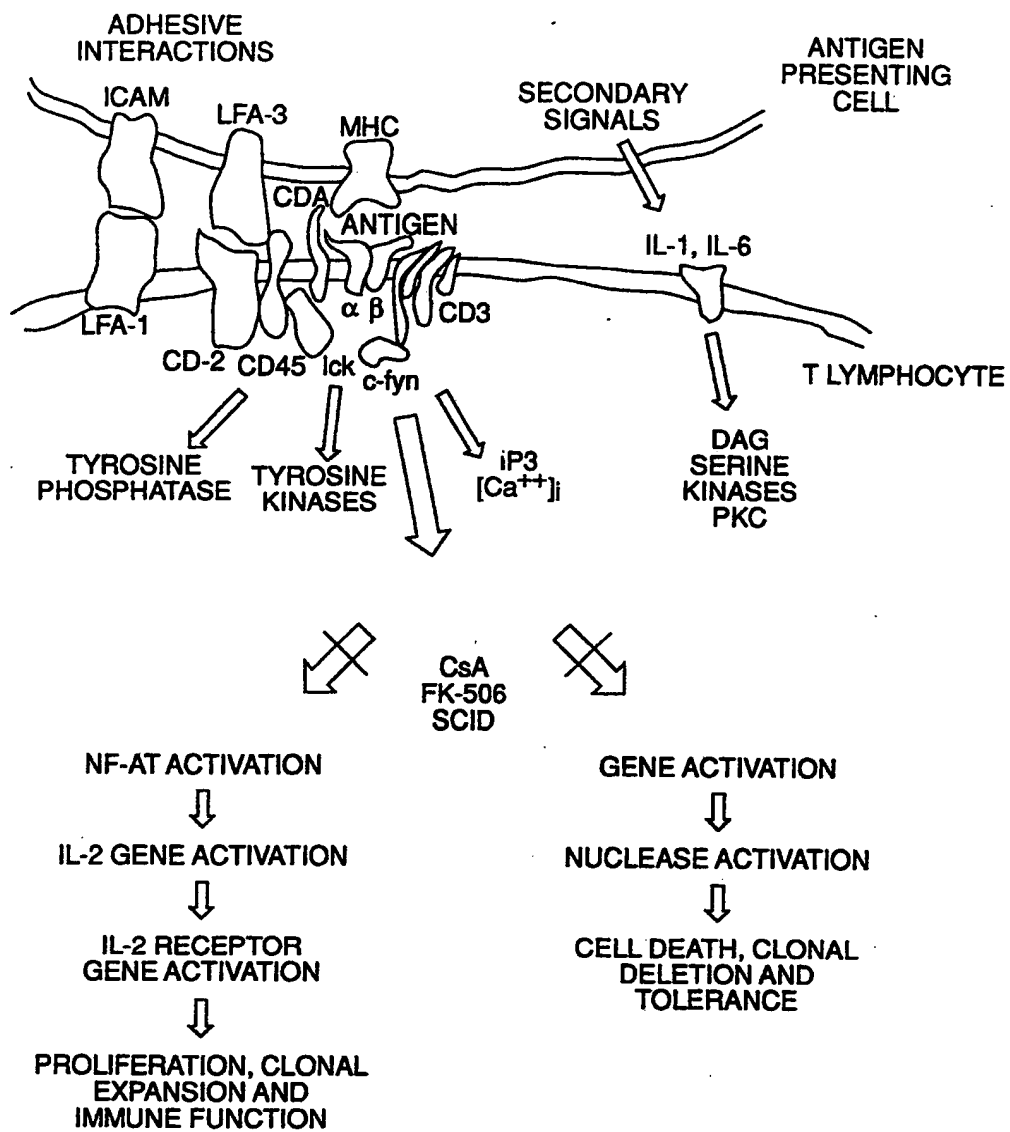 ADHESIVE
INTERACTIONS
ANTIGEN
PRESENTING
CELL
ICAM
LFA-3
MHC
SECONDARY
SIGNALS
CDA
ANTIGEN
IL-1, IL-6
α β
CD3
LFA-1
CD-2
CD45
lck
c-fyn
T LYMPHOCYTE
TYROSINE
PHOSPHATASE
TYROSINE
KINASES
iP3
[Ca++]i
DAG
SERINE
KINASES
PKC
CsA
FK-506
SCID
NF-AT ACTIVATION
IL-2 GENE ACTIVATION
IL-2 RECEPTOR
GENE ACTIVATION
PROLIFERATION, CLONAL
EXPANSION AND
IMMUNE FUNCTION
GENE ACTIVATION
NUCLEASE ACTIVATION
CELL DEATH, CLONAL
DELETION AND
TOLERANCE